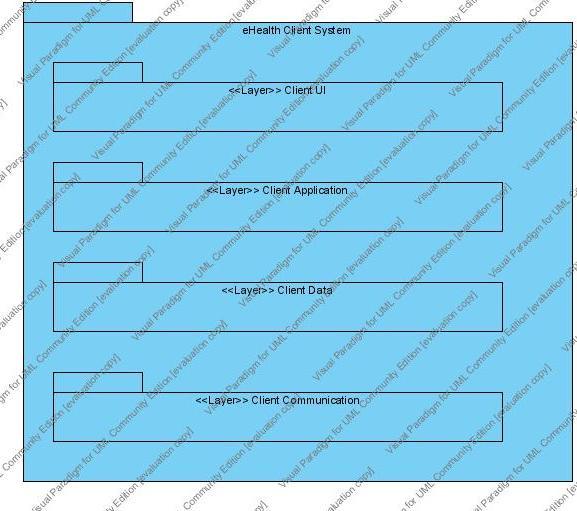 eHealth Client System
<<Layer>> Client UI
<<Layer>> Client Application
<<Layer>> Client Data
<<Layer>> Client Communication
Visual Paradigm for UML Community Edition [evaluation copy]